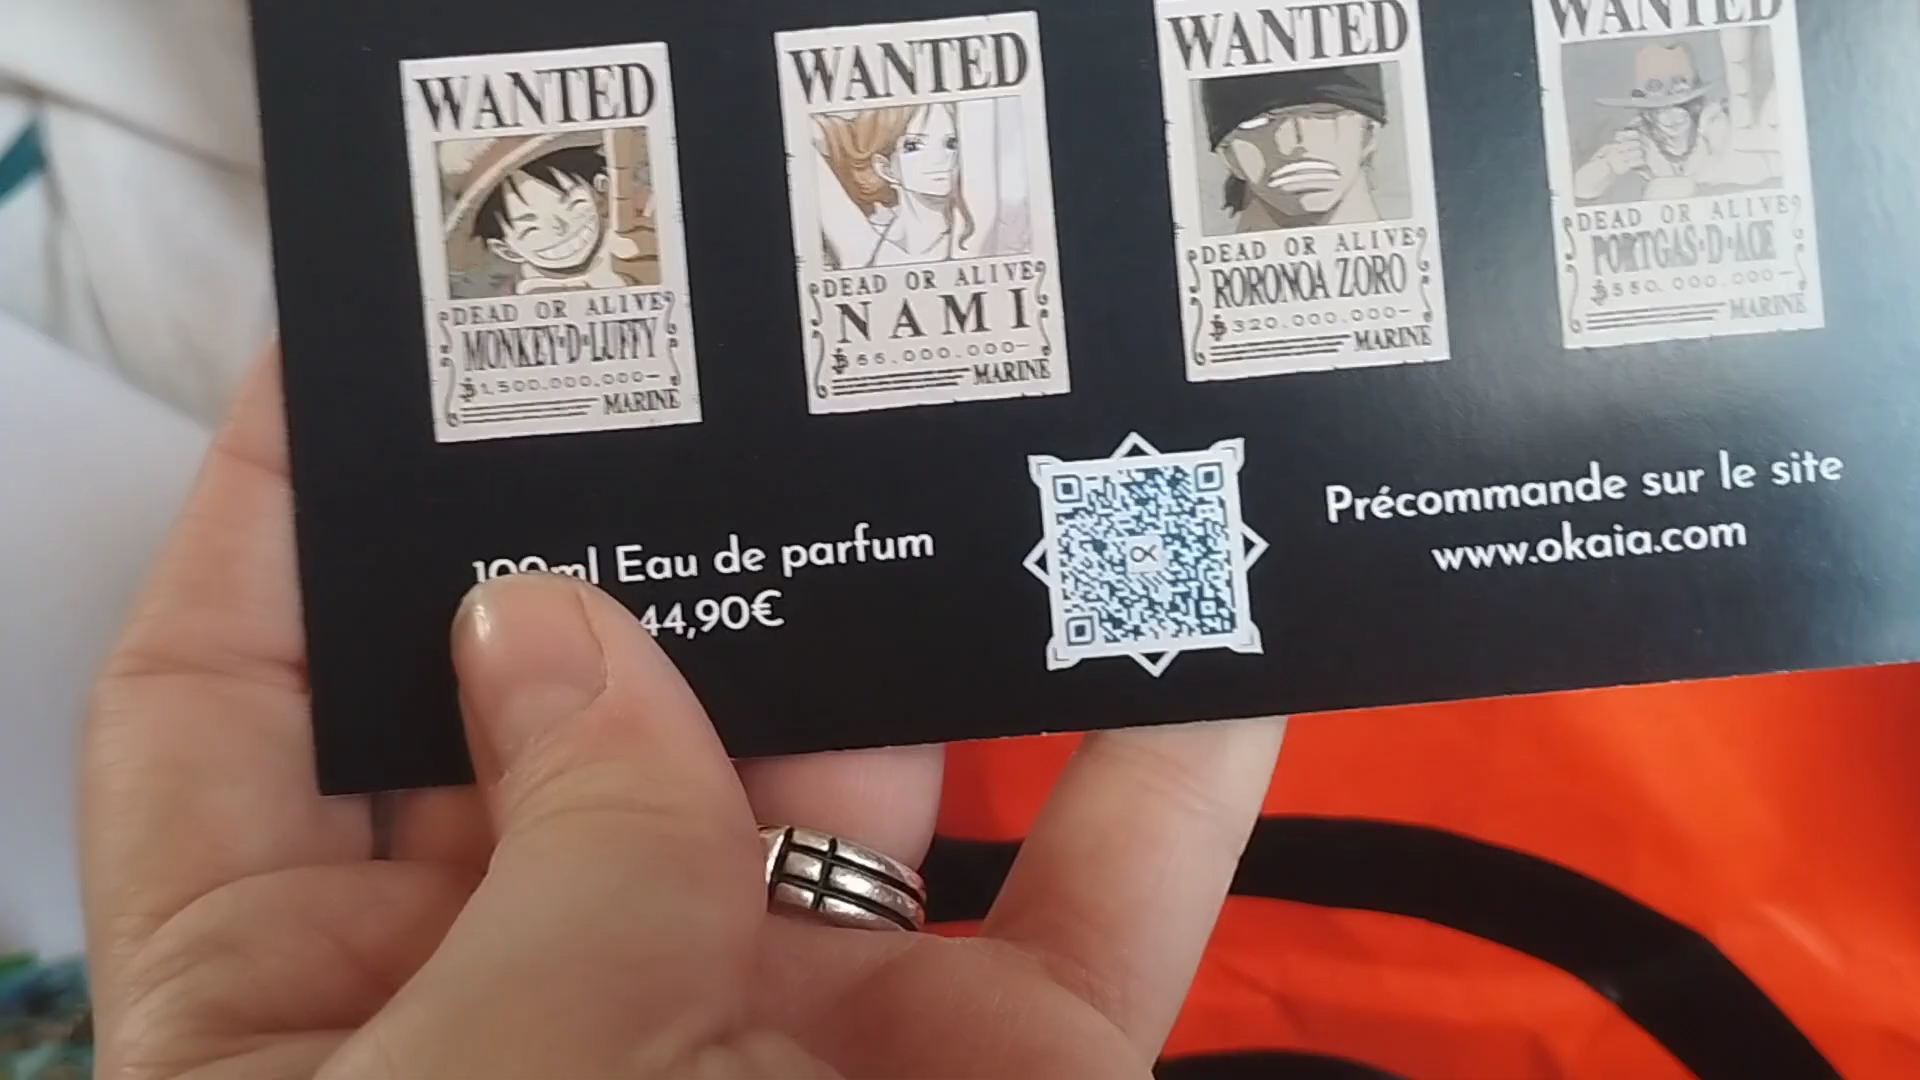 WANTED
DEAD OR ALIVE
MONKEY·D·LUFFY
1,500.000.000-
MARINE
WANTED
DEAD OR ALIVE
NAMI
66.000.000-
MARINE
WANTED
DEAD OR ALIVE
RORONOA ZORO
320.000.000-
MARINE
WANTED
DEAD OR ALIVE
PORTGAS·D·ACE
550.000.000-
MARINE
100ml Eau de parfum
44,90€
OK
Précommande sur le site
www.okaia.com